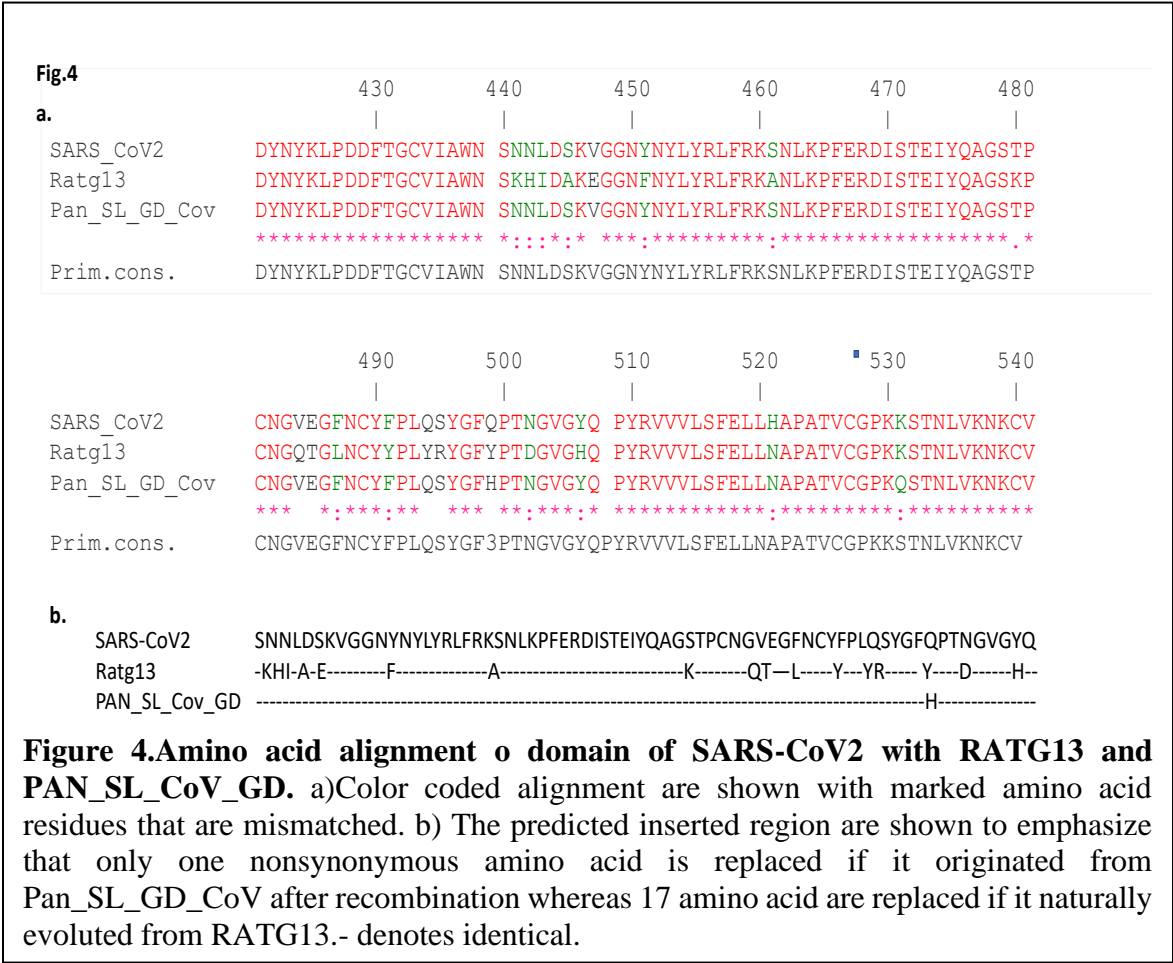 Fig.4
430 440 450 460 470 480
a.
| | | | | |
SARS_CoV2 DYNYKLPDDFTGCVIAWN SNNLDSKVGGNYNYLYRLFRKSNLKPFERDISTEIYQAGSTP
Ratg13 DYNYKLPDDFTGCVIAWN SKHIDAKEGGNFNYLYRLFRKANLKPFERDISTEIYQAGSKP
Pan_SL_GD_Cov DYNYKLPDDFTGCVIAWN SNNLDSKVGGNYNYLYRLFRKSNLKPFERDISTEIYQAGSTP
****************** *:::*:* ***:*********:*******************.*
Prim.cons. DYNYKLPDDFTGCVIAWN SNNLDSKVGGNYNYLYRLFRKSNLKPFERDISTEIYQAGSTP
490 500 510 520 530 540
| | | | | |
SARS_CoV2 CNGVEGFNCYFPLQSYGFQPTNGVGYQ PYRVVVLSFELLHAPATVCGPKKSTNLVKNKCV
Ratg13 CNGQTGLNCYYPLYRYGFYPTDGVGHQ PYRVVVLSFELLNAPATVCGPKKSTNLVKNKCV
Pan_SL_GD_Cov CNGVEGFNCYFPLQSYGFHPTNGVGYQ PYRVVVLSFELLNAPATVCGPKQSTNLVKNKCV
*** *:***:** *** **:***:* ***********:*********:**********
Prim.cons. CNGVEGFNCYFPLQSYGF3PTNGVGYQPYRVVVLSFELLNAPATVCGPKKSTNLVKNKCV
b.
SARS-CoV2 SNNLDSKVGGNYNYLYRLFRKSNLKPFERDISTEIYQAGSTPCNGVEGFNCYFPLQSYGFQPTNGVGYQ
Ratg13 -KHI-A-E---------F--------------A----------------------------K--------QT—L-----Y---YR----- Y----D------H--
PAN_SL_Cov_GD -----------------------------------------------------------------------------------H---------------
Figure 4.Amino acid alignment o domain of SARS-CoV2 with RATG13 and
PAN_SL_CoV_GD. a)Color coded alignment are shown with marked amino acid
residues that are mismatched. b) The predicted inserted region are shown to emphasize
that only one nonsynonymous amino acid is replaced if it originated from
Pan_SL_GD_CoV after recombination whereas 17 amino acid are replaced if it naturally
evoluted from RATG13.- denotes identical.